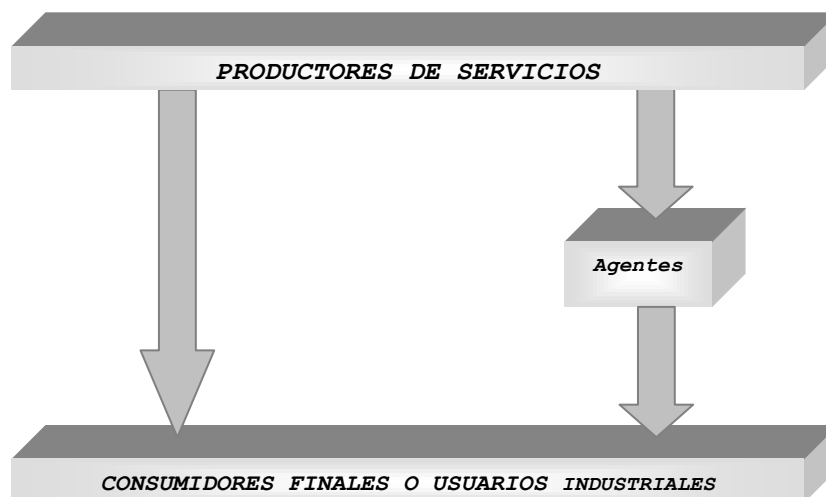 PRODUCTORES DE SERVICIOS
Agentes
CONSUMIDORES FINALES O USUARIOS INDUSTRIALES